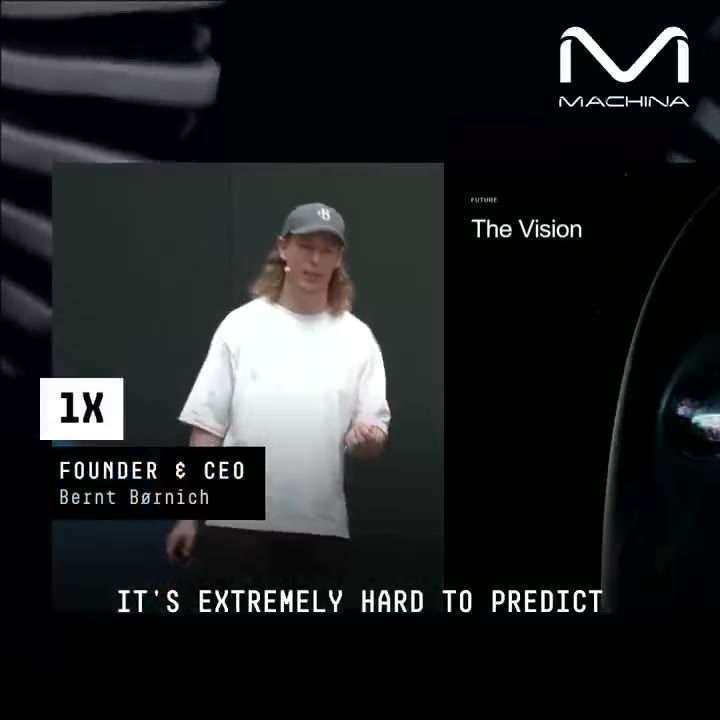 MACHINA
FUTURE
The Vision
1X
FOUNDER & CEO
Bernt Børnich
IT'S EXTREMELY HARD TO PREDICT